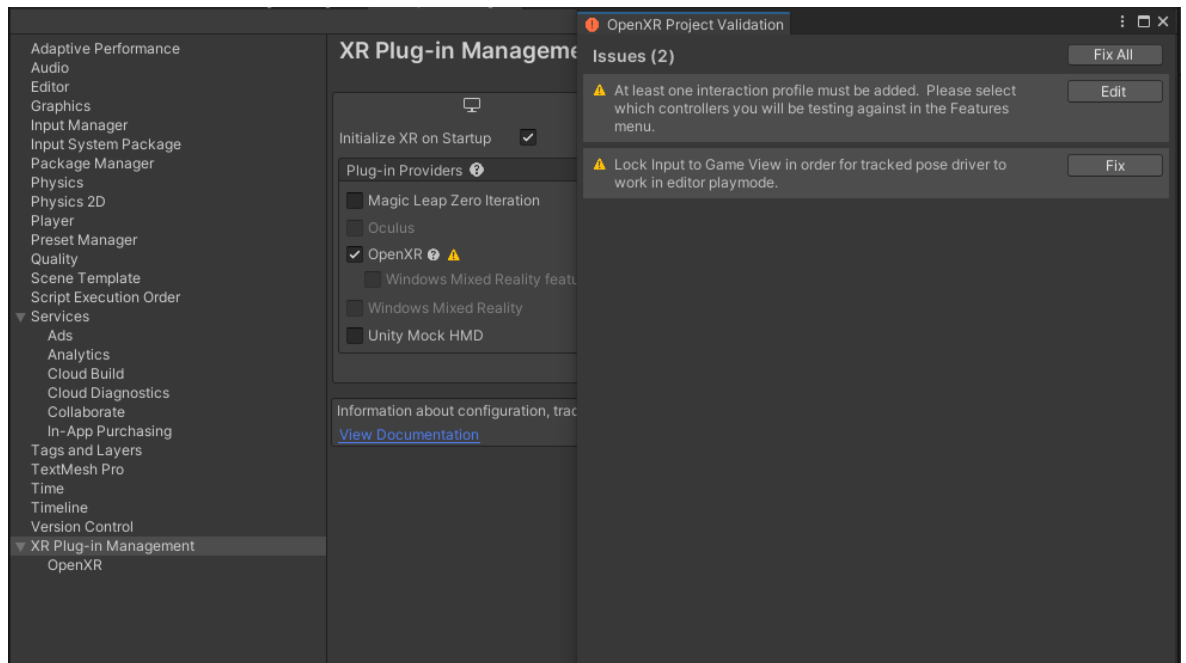 Adaptive Performance
Audio
Editor
Graphics
Input Manager
Input System Package
Package Manager
Physics
Physics 2D
Player
Preset Manager
Quality
Scene Template
Script Execution Order
Services
Ads
Analytics
Cloud Build
Cloud Diagnostics
Collaborate
In-App Purchasing
Tags and Layers
TextMesh Pro
Time
Timeline
Version Control
XR Plug-in Management
OpenXR
XR Plug-in Manageme
Initialize XR on Startup
Plug-in Providers
Magic Leap Zero Iteration
Oculus
OpenXR
Windows Mixed Reality featu
Windows Mixed Reality
Unity Mock HMD
Information about configuration, trac
View Documentation
OpenXR Project Validation
Issues (2)
Fix All
At least one interaction profile must be added.  Please select
which controllers you will be testing against in the Features
menu.
Edit
Lock Input to Game View in order for tracked pose driver to
work in editor playmode.
Fix